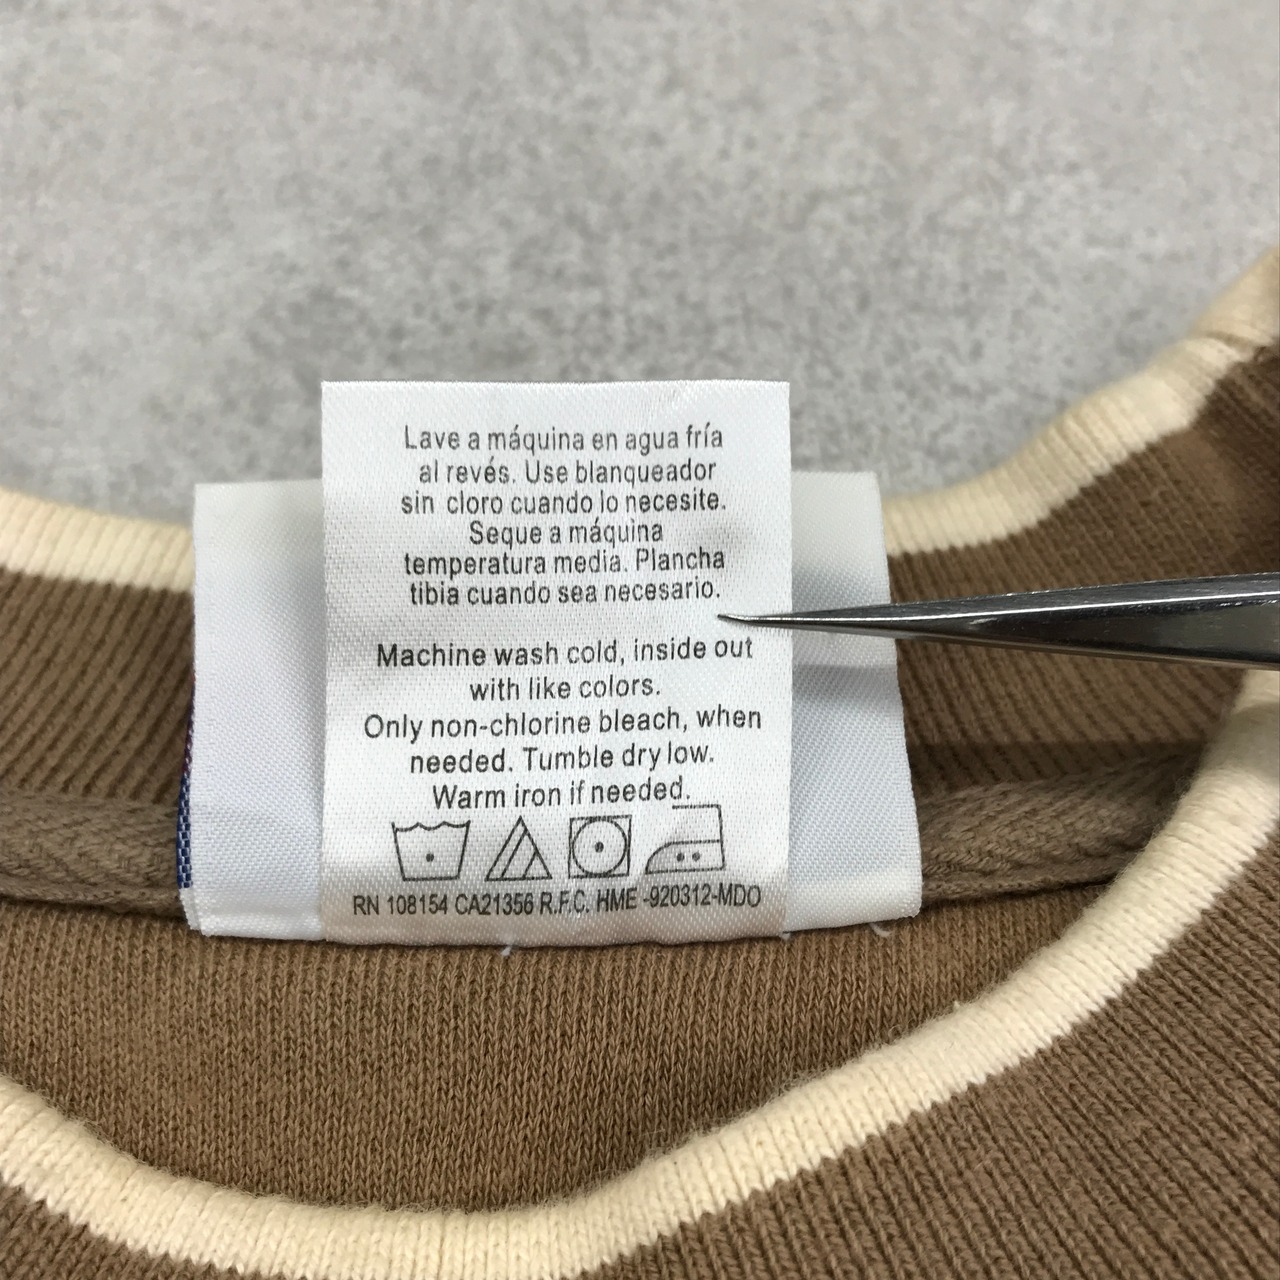 Lave a máquina en agua fría
al revés. Use blanqueador
sin cloro cuando lo necesite.
Seque a máquina
temperatura media. Plancha
tibia cuando sea necesario.
Machine wash cold, inside out
with like colors.
Only non-chlorine bleach, when
needed. Tumble dry low.
Warm iron if needed.
RN 108154 CA21356 R.F.C. HME -920312-MDO